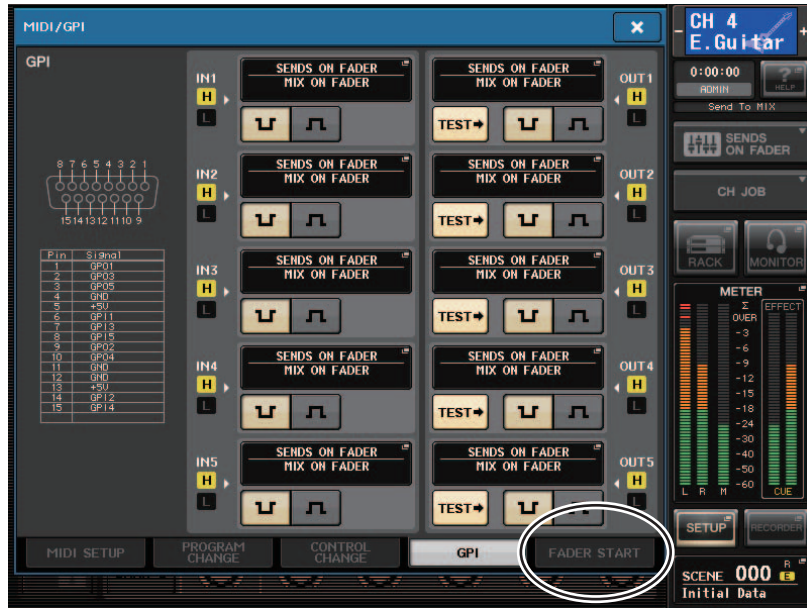 MIDI/GPI
×
GPI
8 7 6 5 4 3 2 1
15 14 13 12 11 10 9
Pin Signal
1 GPO1
2 GPO3
3 GPO5
4 GND
5 +5V
6 GPI1
7 GPI3
8 GPI5
9 GPO2
10 GPO4
11 GND
12 GND
13 +5V
14 GPI2
15 GPI4
IN1
H
L
SENDS ON FADER
MIX ON FADER
SENDS ON FADER
MIX ON FADER
TEST
OUT1
H
L
IN2
H
L
SENDS ON FADER
MIX ON FADER
SENDS ON FADER
MIX ON FADER
TEST
OUT2
H
L
IN3
H
L
SENDS ON FADER
MIX ON FADER
SENDS ON FADER
MIX ON FADER
TEST
OUT3
H
L
IN4
H
L
SENDS ON FADER
MIX ON FADER
SENDS ON FADER
MIX ON FADER
TEST
OUT4
H
L
IN5
H
L
SENDS ON FADER
MIX ON FADER
SENDS ON FADER
MIX ON FADER
TEST
OUT5
H
L
MIDI SETUP
PROGRAM
CHANGE
CONTROL
CHANGE
GPI
FADER START
- CH 4 +
E.Guitar
0:00:00
ADMIN
?
HELP
Send To MIX
SENDS
ON FADER
CH JOB
RACK
MONITOR
METER
Σ
OVER
EFFECT
-3
-6
-9
-12
-15
-18
-24
-30
-40
-50
-60
L R M
CUE
SETUP
RECORDER
SCENE 000 R
E
Initial Data